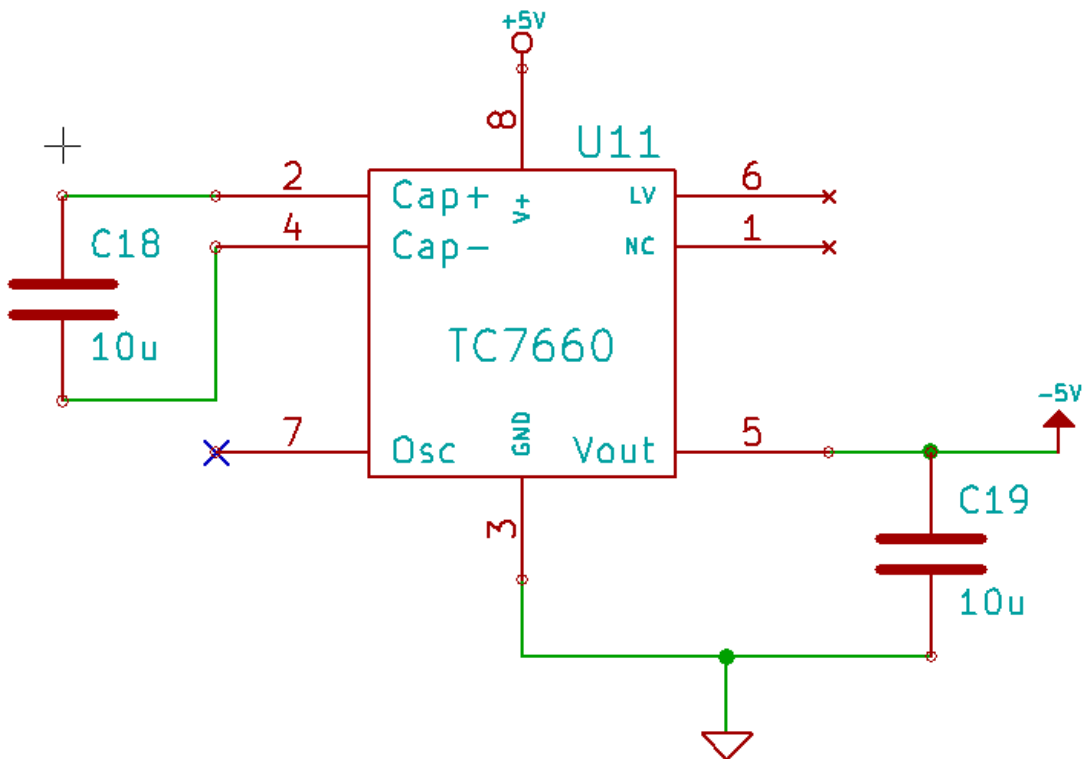 +5V
8
U11
2
Cap+
V+
LV
6
4
Cap-
NC
1
C18
10u
TC7660
7
Osc
GND
Vout
5
-5V
3
C19
10u